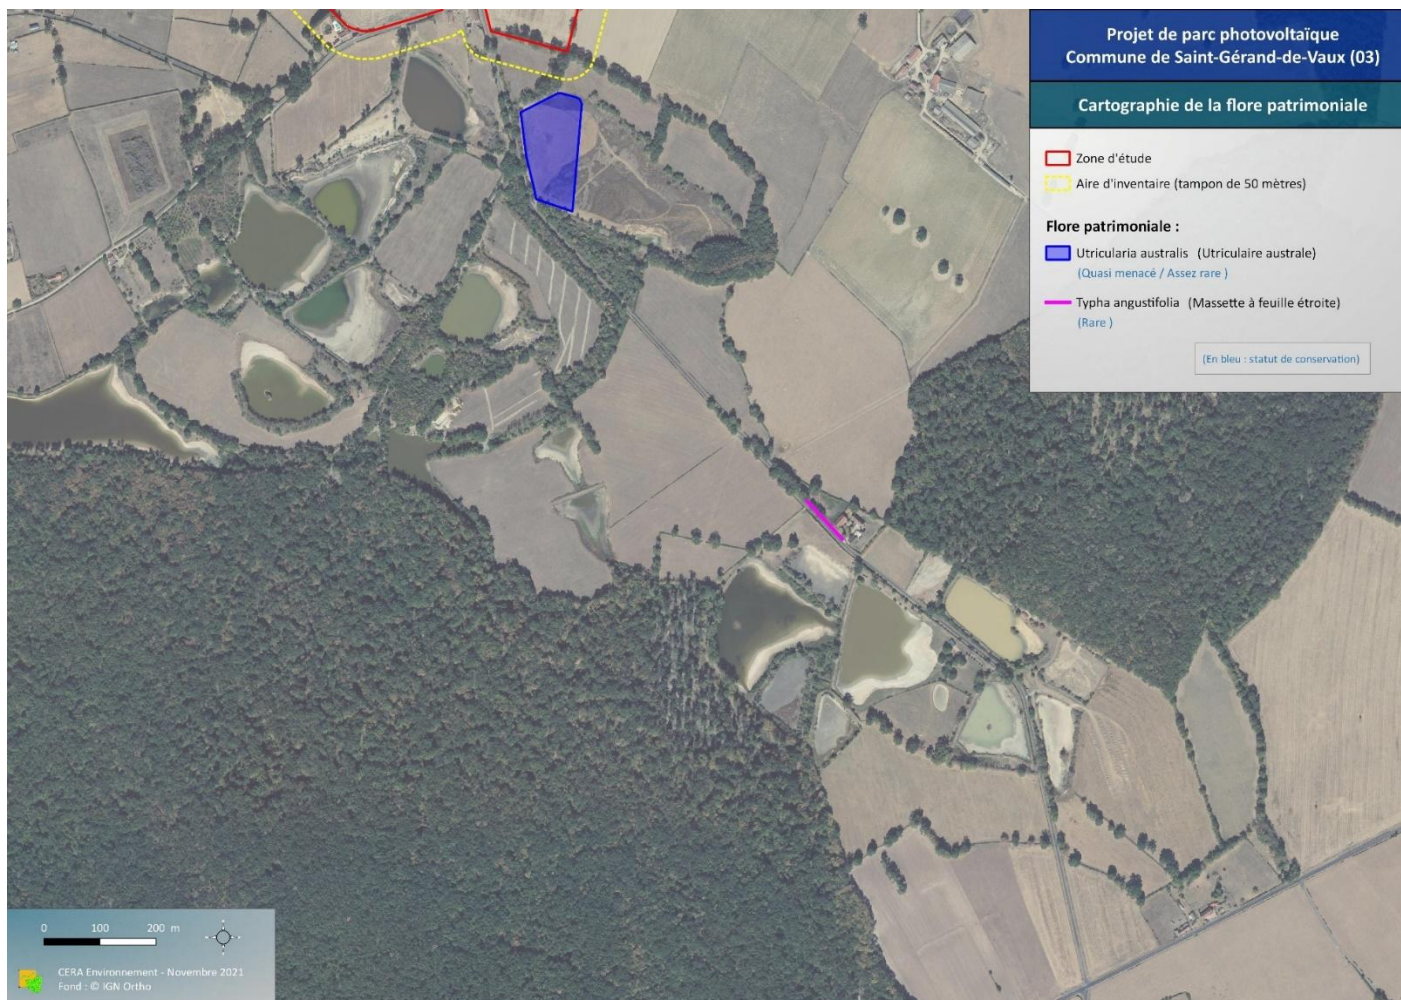 Projet de parc photovoltaïque
Commune de Saint-Gérand-de-Vaux (03)
Cartographie de la flore patrimoniale
Zone d'étude
Aire d'inventaire (tampon de 50 mètres)
Flore patrimoniale :
Utricularia australis (Utriculaire australe)
(Quasi menacé / Assez rare )
Typha angustifolia (Massette à feuille étroite)
(Rare )
(En bleu : statut de conservation)
0 100 200 m
CERA Environnement - Novembre 2021
Fond : © IGN Ortho